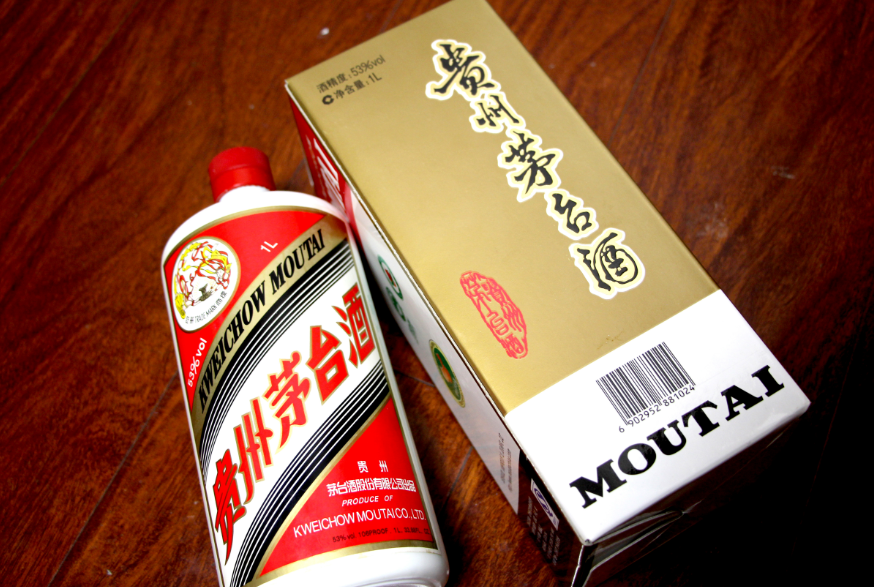 酒精度:53%vol
净含量:1L
贵州茅台酒
6 902952 881024
MOUTAI
1L
53% vol
KWEICHOW MOUTAI
贵州茅台酒
贵 州
茅台酒股份有限公司出品
PRODUCE OF
KWEICHOW MOUTAI CO., LTD.